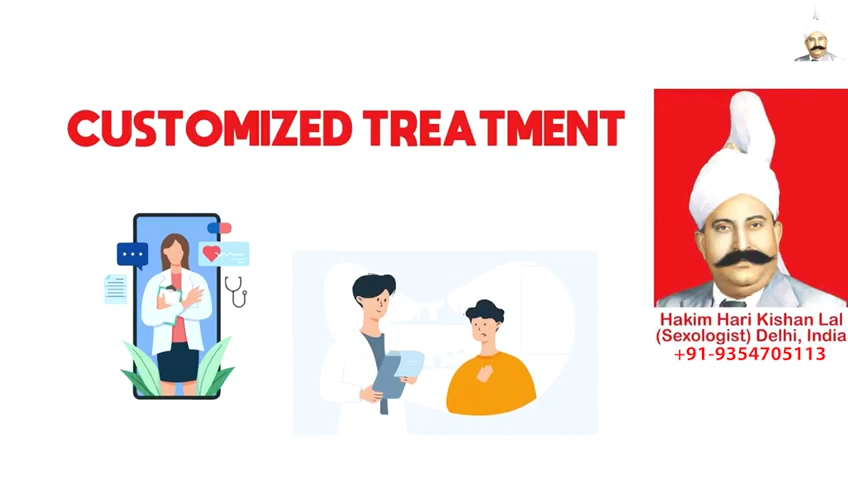 CUSTOMIZED TREATMENT
Hakim Hari Kishan Lal
(Sexologist) Delhi, India
+91-9354705113